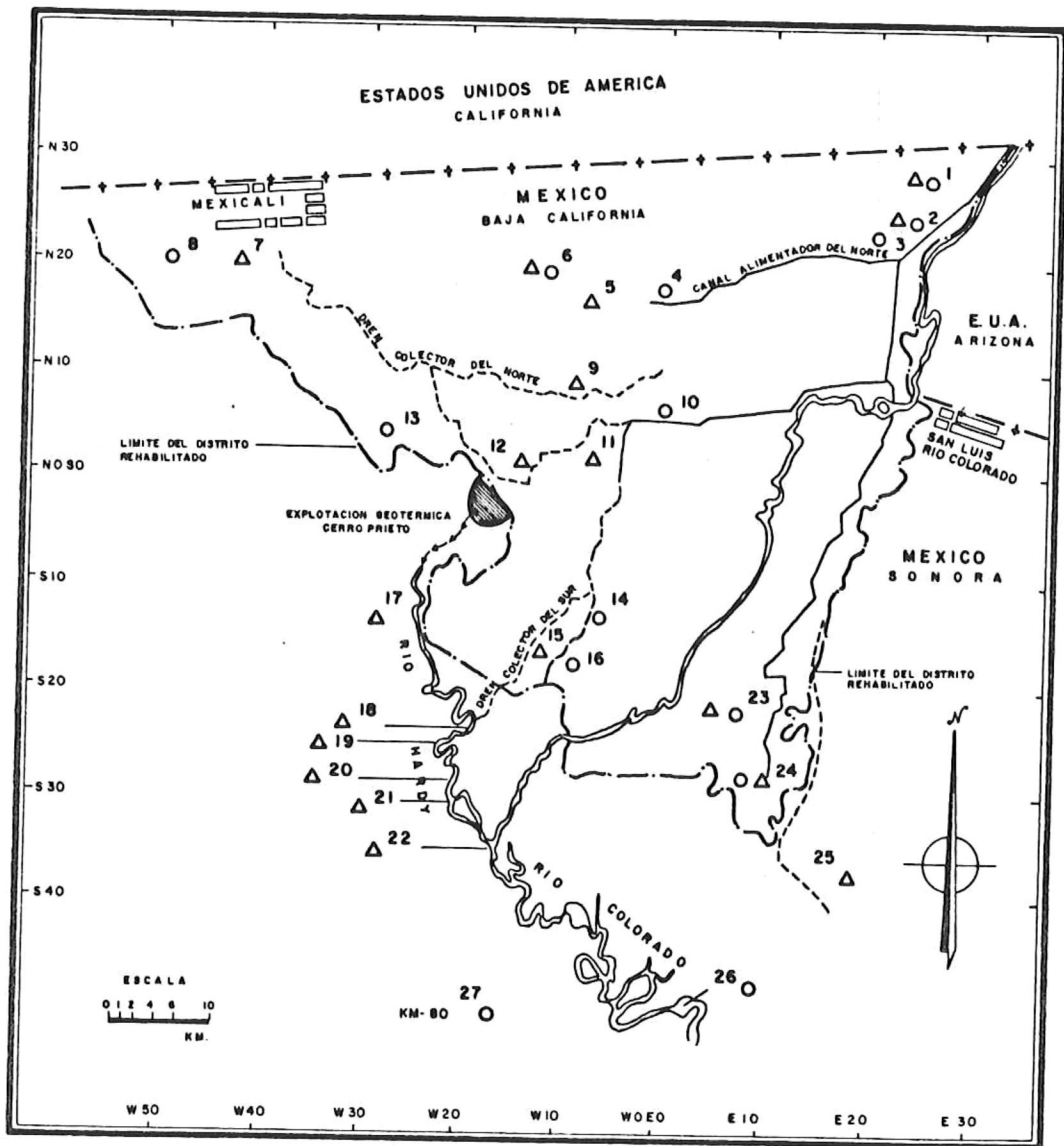 ESTADOS UNIDOS DE AMERICA
CALIFORNIA
N 30
MEXICALI
MEXICO
BAJA CALIFORNIA
1
2
3
N 20
8
7
6
5
4
CANAL ALIMENTADOR DEL NORTE
E.U.A.
ARIZONA
DREN COLECTOR DEL NORTE
N 10
9
10
13
LIMITE DEL DISTRITO
REHABILITADO
12
11
SAN LUIS
RIO COLORADO
N 0 S 0
EXPLOTACION GEOTERMICA
CERRO PRIETO
MEXICO
SONORA
S 10
17
14
RIO HARDY
DREN COLECTOR DEL SUR
15
16
LIMITE DEL DISTRITO
REHABILITADO
S 20
18
23
19
20
24
S 30
21
22
25
N
S 40
RIO COLORADO
ESCALA
0 1 2 4 6 10
KM.
27
KM-80
26
W 50 W 40 W 30 W 20 W 10 W 0 E 0 E 10 E 20 E 30